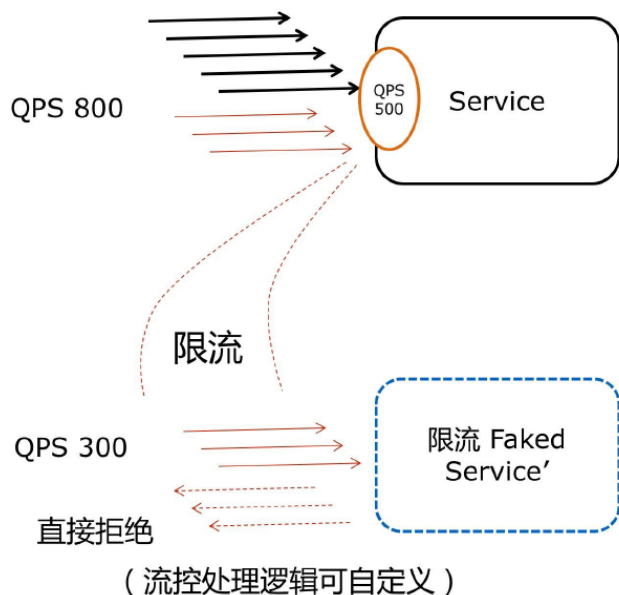 QPS 800
QPS
500
Service
限流
QPS 300
限流 Faked
Service’
直接拒绝
（流控处理逻辑可自定义）